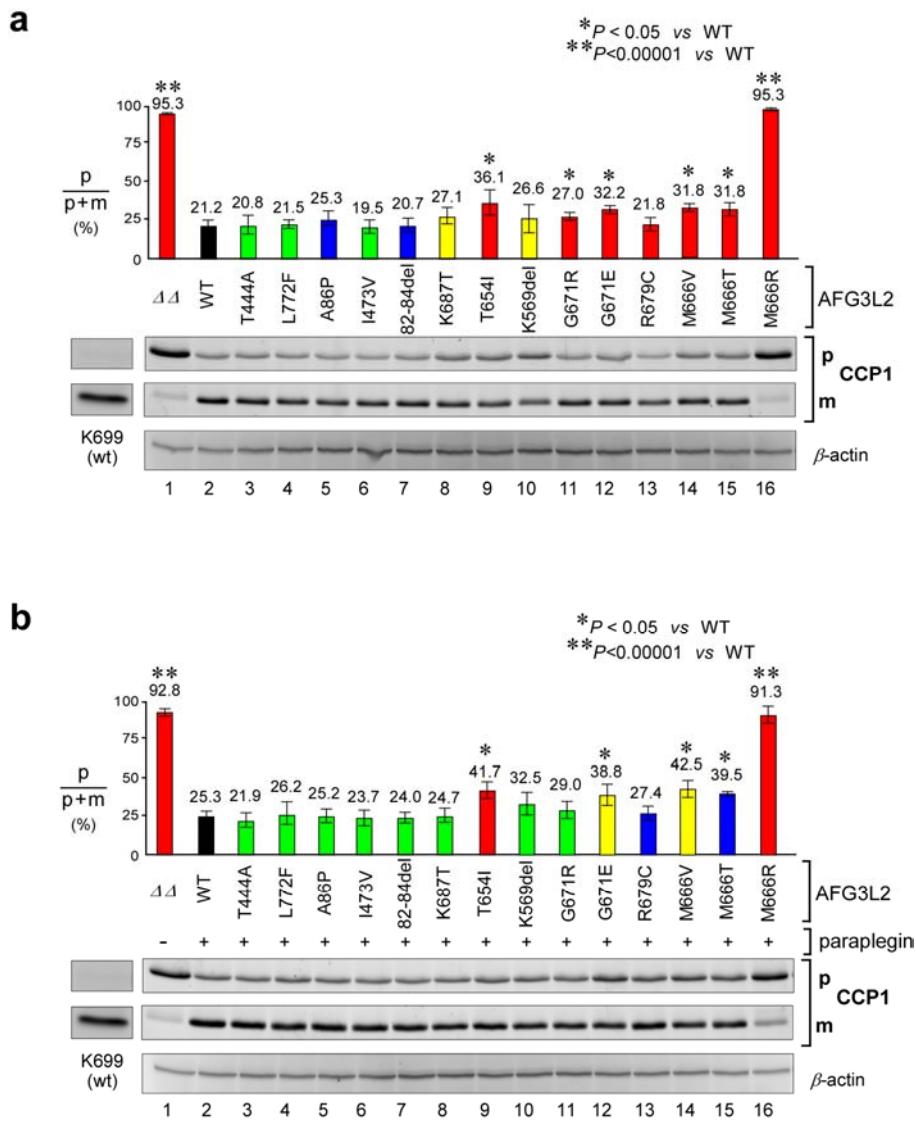 a
*P < 0.05 vs WT
**P<0.00001 vs WT
** **
95.3 95.3
100
75
50
25
0
p
p+m
(%)
21.2 20.8 21.5 25.3 19.5 20.7 27.1 * 36.1 26.6 * 27.0 * 32.2 21.8 * 31.8 * 31.8
ΔΔ WT T444A L772F A86P I473V 82-84del K687T T654I K569del G671R G671E R679C M666V M666T M666R
AFG3L2
p
CCP1
m
K699
(wt)
β-actin
1 2 3 4 5 6 7 8 9 10 11 12 13 14 15 16
b
*P < 0.05 vs WT
**P<0.00001 vs WT
** **
92.8 91.3
100
75
50
25
0
p
p+m
(%)
25.3 21.9 26.2 25.2 23.7 24.0 24.7 * 41.7 32.5 29.0 * 38.8 27.4 * 42.5 * 39.5
ΔΔ WT T444A L772F A86P I473V 82-84del K687T T654I K569del G671R G671E R679C M666V M666T M666R
AFG3L2
- + + + + + + + + + + + + + + +
paraplegin
p
CCP1
m
K699
(wt)
β-actin
1 2 3 4 5 6 7 8 9 10 11 12 13 14 15 16